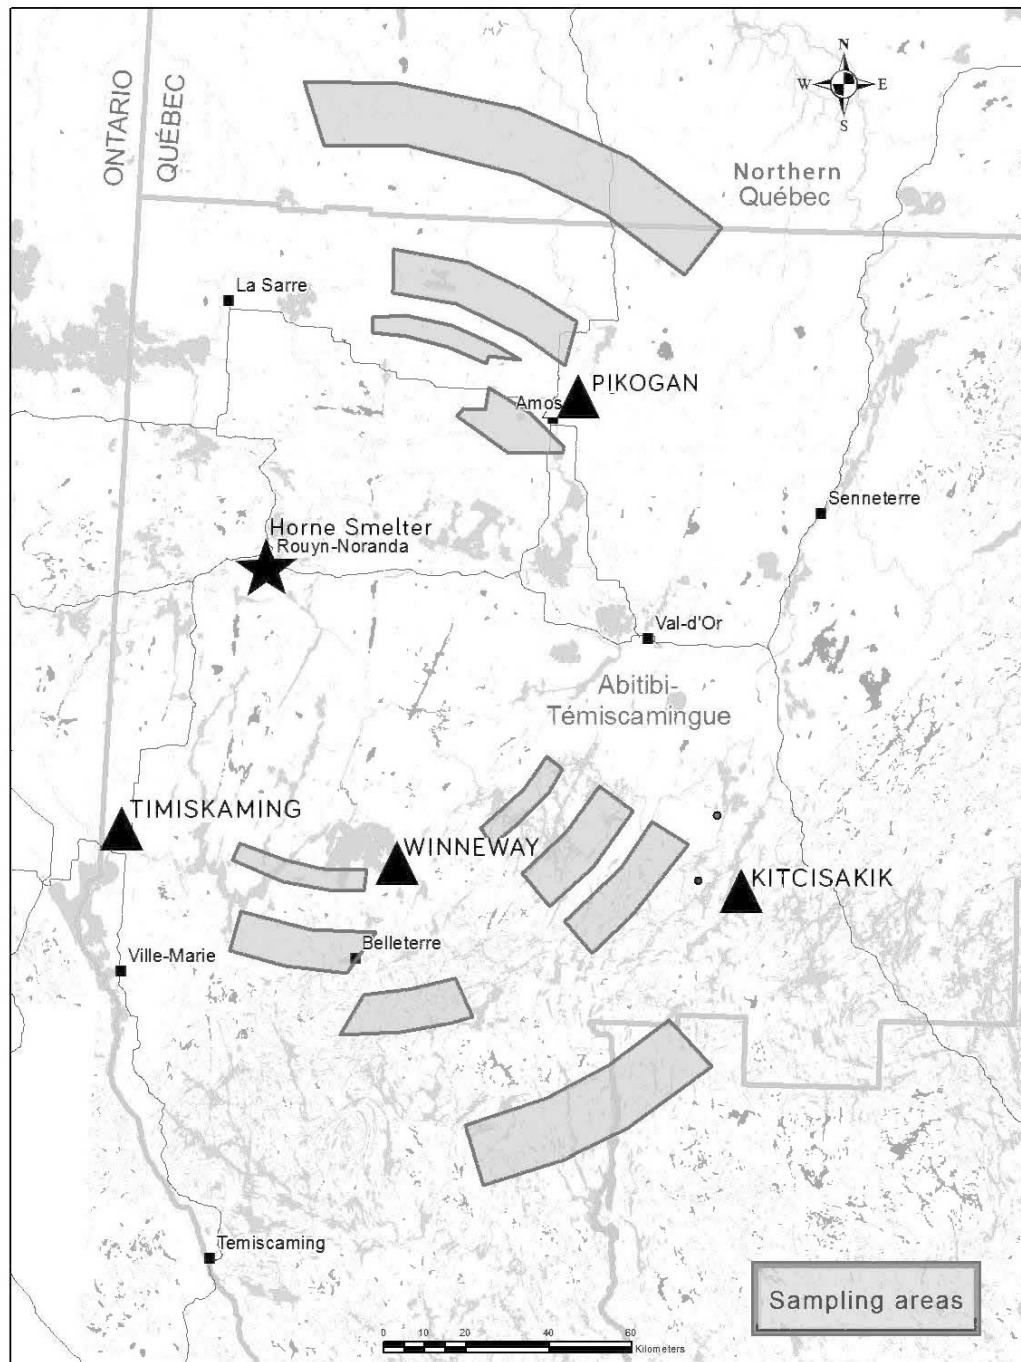 N
W E
S
ONTARIO
QUÉBEC
Northern
Québec
La Sarre
PIKOGAN
Amos
Senneterre
Horne Smelter
Rouyn-Noranda
Val-d'Or
Abitibi-
Témiscamingue
TIMISKAMING
WINNEWAY
KITCISAKIK
Belleterre
Ville-Marie
Temiscaming
Sampling areas
0 10 20 40 60
Kilometers